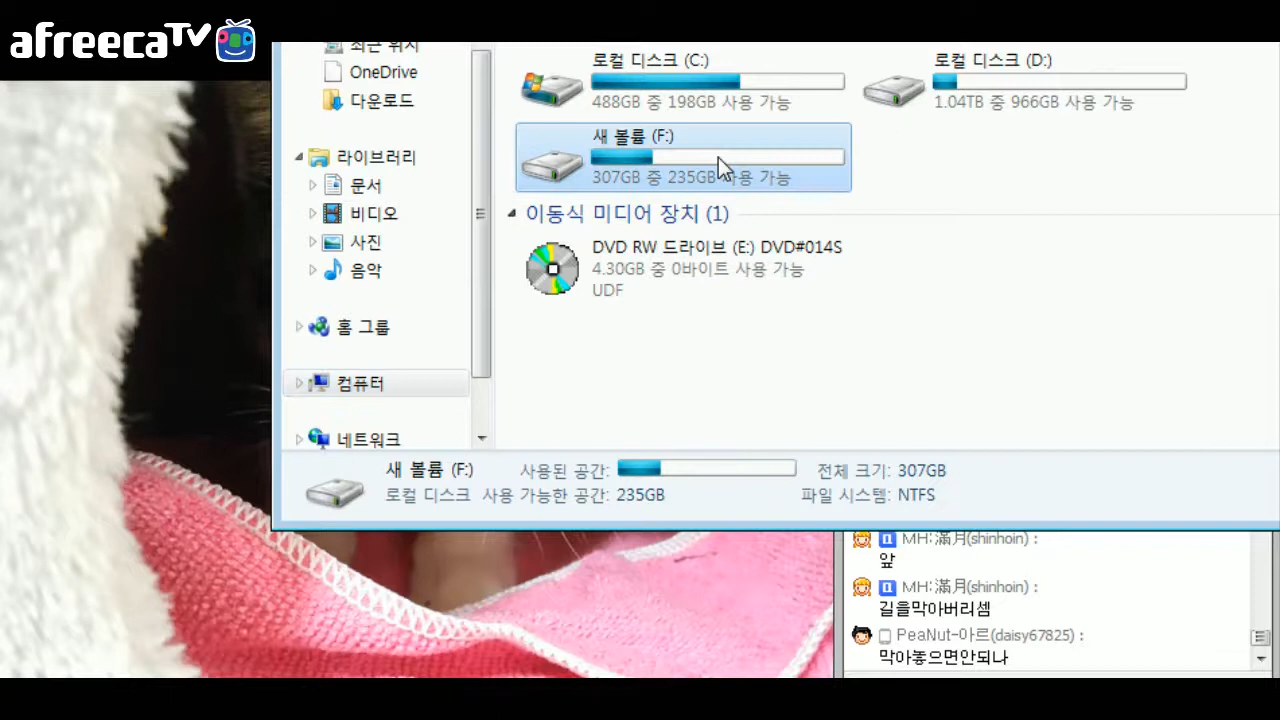 afreecaTV
최근 위치
OneDrive
다운로드
라이브러리
문서
비디오
사진
음악
홈 그룹
컴퓨터
네트워크
로컬 디스크 (C:)
488GB 중 198GB 사용 가능
로컬 디스크 (D:)
1.04TB 중 966GB 사용 가능
새 볼륨 (F:)
307GB 중 235GB 사용 가능
이동식 미디어 장치 (1)
DVD RW 드라이브 (E:) DVD#014S
4.30GB 중 0바이트 사용 가능
UDF
새 볼륨 (F:) 사용된 공간: 전체 크기: 307GB
로컬 디스크 사용 가능한 공간: 235GB 파일 시스템: NTFS
MH:滿月(shinhoin) :
앞
MH:滿月(shinhoin) :
길을막아버리셈
PeaNut-아르(daisy67825) :
막아놓으면안되나